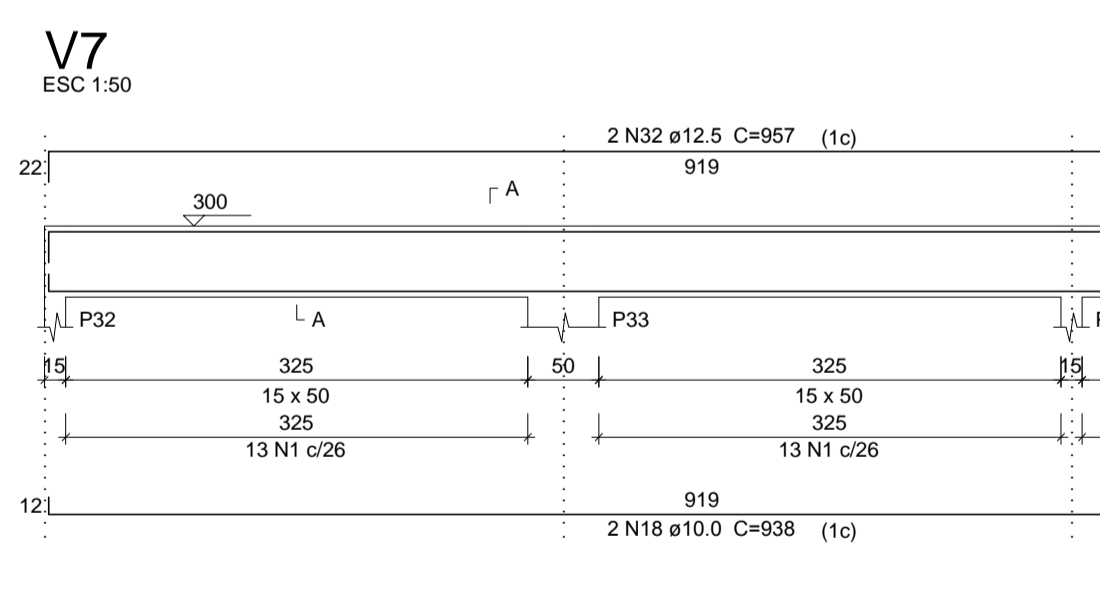 V7
ESC 1:50
2 N32 ø12.5 C=957 (1c)
22
919
A
300
P32
A
P33
15
325
50
325
15
15 x 50
15 x 50
325
325
13 N1 c/26
13 N1 c/26
12
919
2 N18 ø10.0 C=938 (1c)